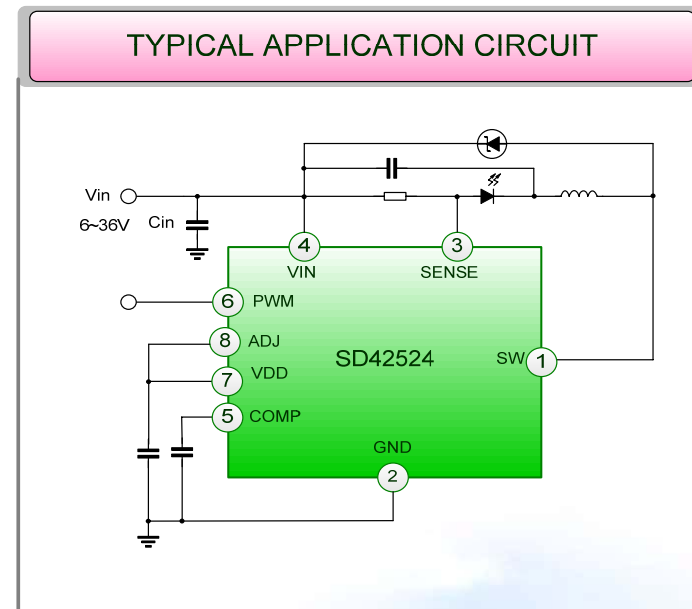 TYPICAL APPLICATION CIRCUIT
Vin
6~36V
Cin
4
3
VIN
SENSE
6 PWM
8 ADJ
SD42524
SW 1
7 VDD
5 COMP
GND
2